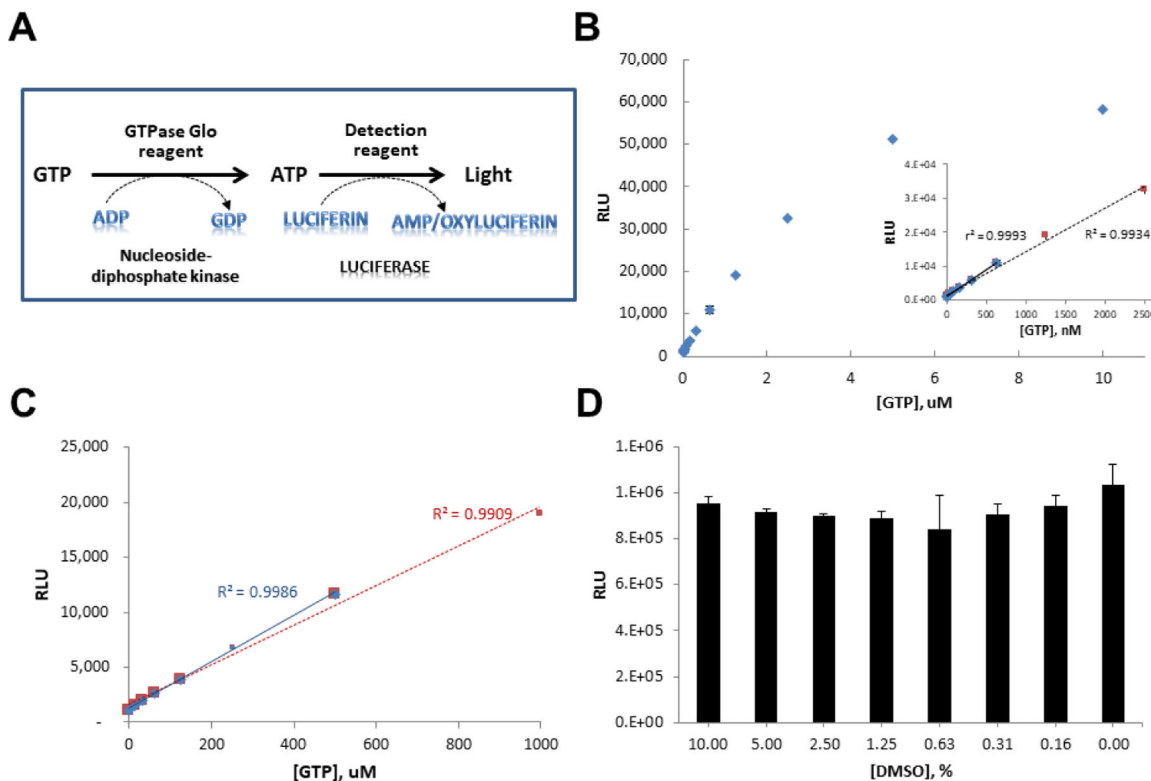 A
GTPase Glo
reagent
Detection
reagent
GTP
ATP
Light
ADP
GDP
LUCIFERIN
AMP/OXYLUCIFERIN
Nucleoside-
diphosphate kinase
LUCIFERASE
B
70,000
60,000
50,000
40,000
30,000
20,000
10,000
0
RLU
0
2
4
6
8
10
[GTP], uM
4.E+04
3.E+04
2.E+04
1.E+04
0.E+00
RLU
r² = 0.9993
R² = 0.9934
0
500
1000
1500
2000
2500
[GTP], nM
C
25,000
20,000
15,000
10,000
5,000
-
RLU
R² = 0.9909
R² = 0.9986
0
200
400
600
800
1000
[GTP], uM
D
1.E+06
1.E+06
8.E+05
6.E+05
4.E+05
2.E+05
0.E+00
RLU
10.00
5.00
2.50
1.25
0.63
0.31
0.16
0.00
[DMSO], %